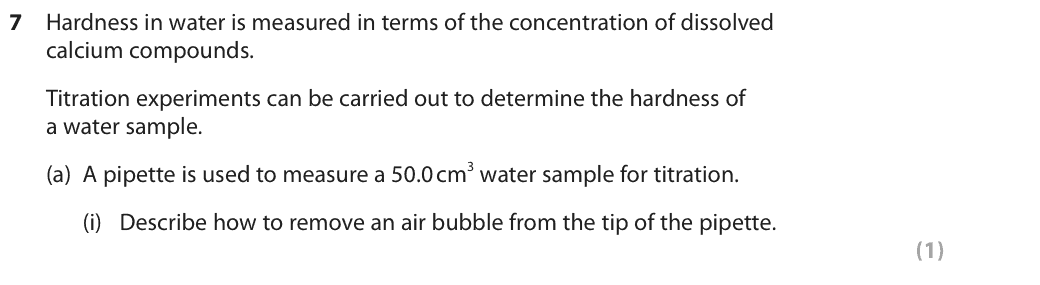 7 Hardness in water is measured in terms of the concentration of dissolved
calcium compounds.
Titration experiments can be carried out to determine the hardness of
a water sample.
(a) A pipette is used to measure a 50.0 cm³ water sample for titration.
(i) Describe how to remove an air bubble from the tip of the pipette.
(1)